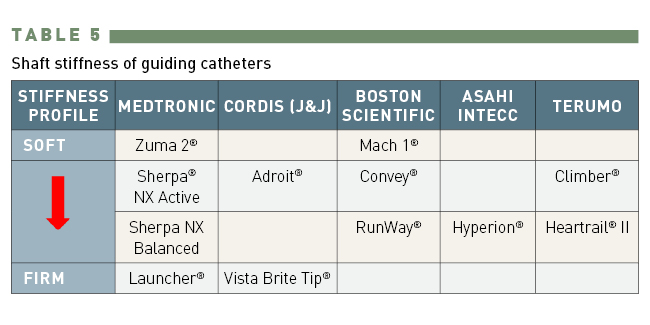 TABLE 5
Shaft stiffness of guiding catheters
STIFFNESS PROFILE MEDTRONIC CORDIS (J&J) BOSTON SCIENTIFIC ASAHI INTECC TERUMO
SOFT Zuma 2® Mach 1®
Sherpa® NX Active Adroit® Convey® Climber®
Sherpa NX Balanced RunWay® Hyperion® Heartrail® II
FIRM Launcher® Vista Brite Tip®